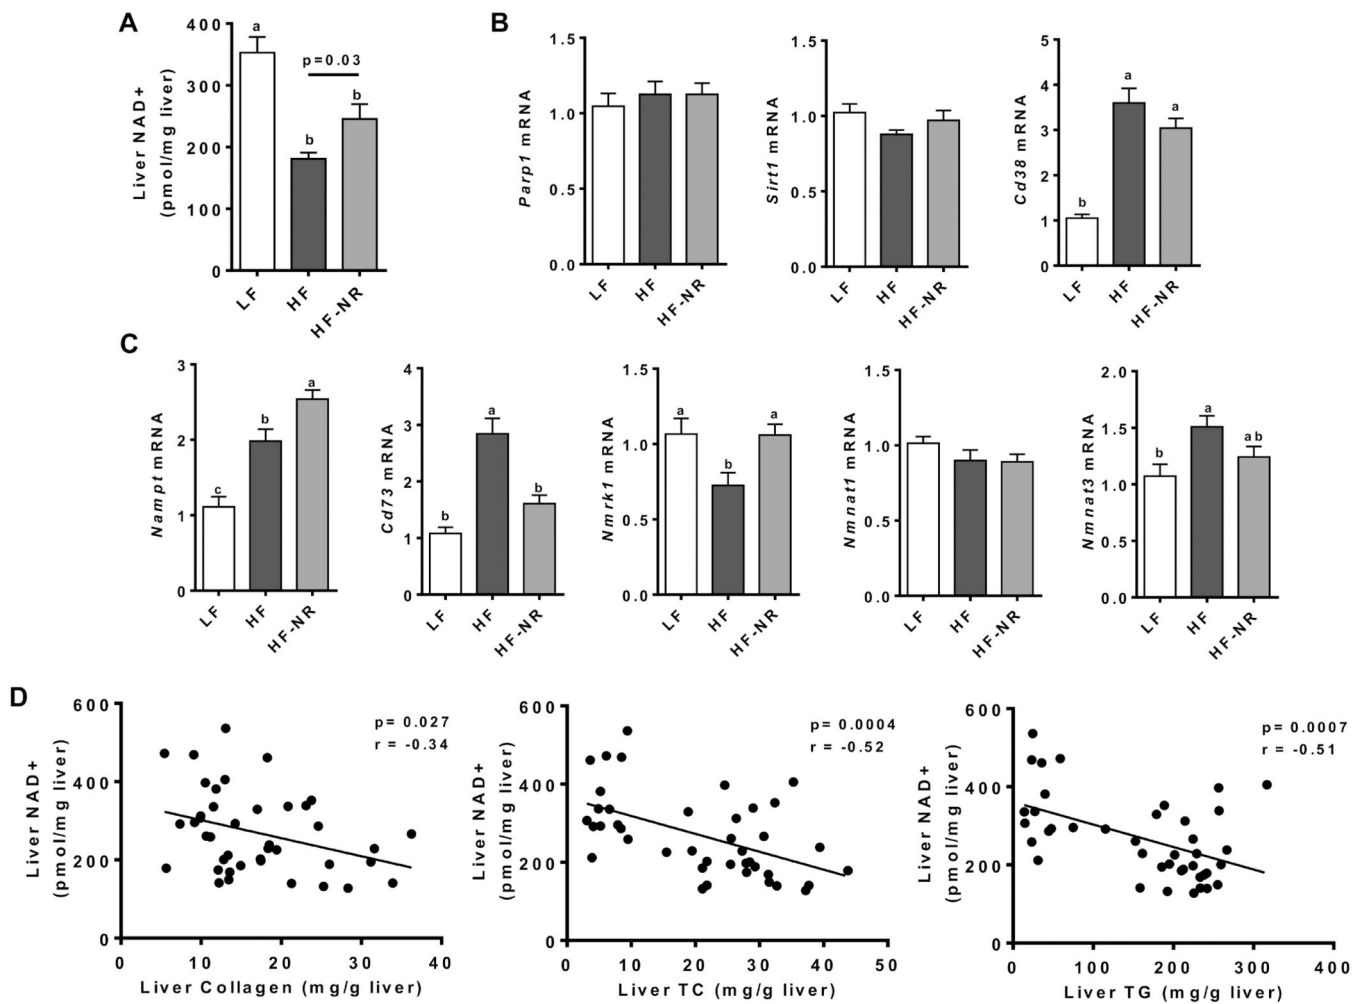 A
Liver NAD+
(pmol/mg liver)
400
300
200
100
0
a
p=0.03
b
b
LF
HF
HF-NR
B
Parp1 mRNA
1.5
1.0
0.5
0.0
LF
HF
HF-NR
Sirt1 mRNA
1.5
1.0
0.5
0.0
LF
HF
HF-NR
Cd38 mRNA
5
4
3
2
1
0
b
a
a
LF
HF
HF-NR
C
Nampt mRNA
3
2
1
0
c
b
a
LF
HF
HF-NR
Cd73 mRNA
4
3
2
1
0
b
a
b
LF
HF
HF-NR
Nmrk1 mRNA
1.5
1.0
0.5
0.0
a
b
a
LF
HF
HF-NR
Nmnat1 mRNA
1.5
1.0
0.5
0.0
LF
HF
HF-NR
Nmnat3 mRNA
2.0
1.5
1.0
0.5
0.0
b
a
ab
LF
HF
HF-NR
D
Liver NAD+
(pmol/mg liver)
600
400
200
0
p= 0.027
r = -0.34
0 10 20 30 40
Liver Collagen (mg/g liver)
Liver NAD+
(pmol/mg liver)
600
400
200
0
p= 0.0004
r = -0.52
0 10 20 30 40 50
Liver TC (mg/g liver)
Liver NAD+
(pmol/mg liver)
600
400
200
0
p= 0.0007
r = -0.51
0 100 200 300 400
Liver TG (mg/g liver)